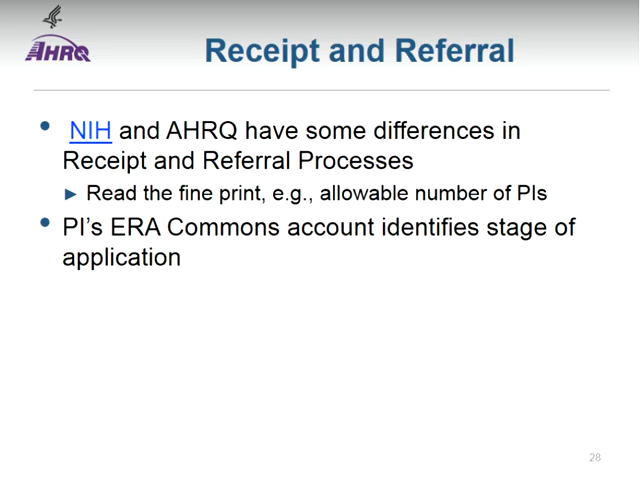 AHRQ
Receipt and Referral
• NIH and AHRQ have some differences in
Receipt and Referral Processes
► Read the fine print, e.g., allowable number of PIs
• PI’s ERA Commons account identifies stage of
application
28